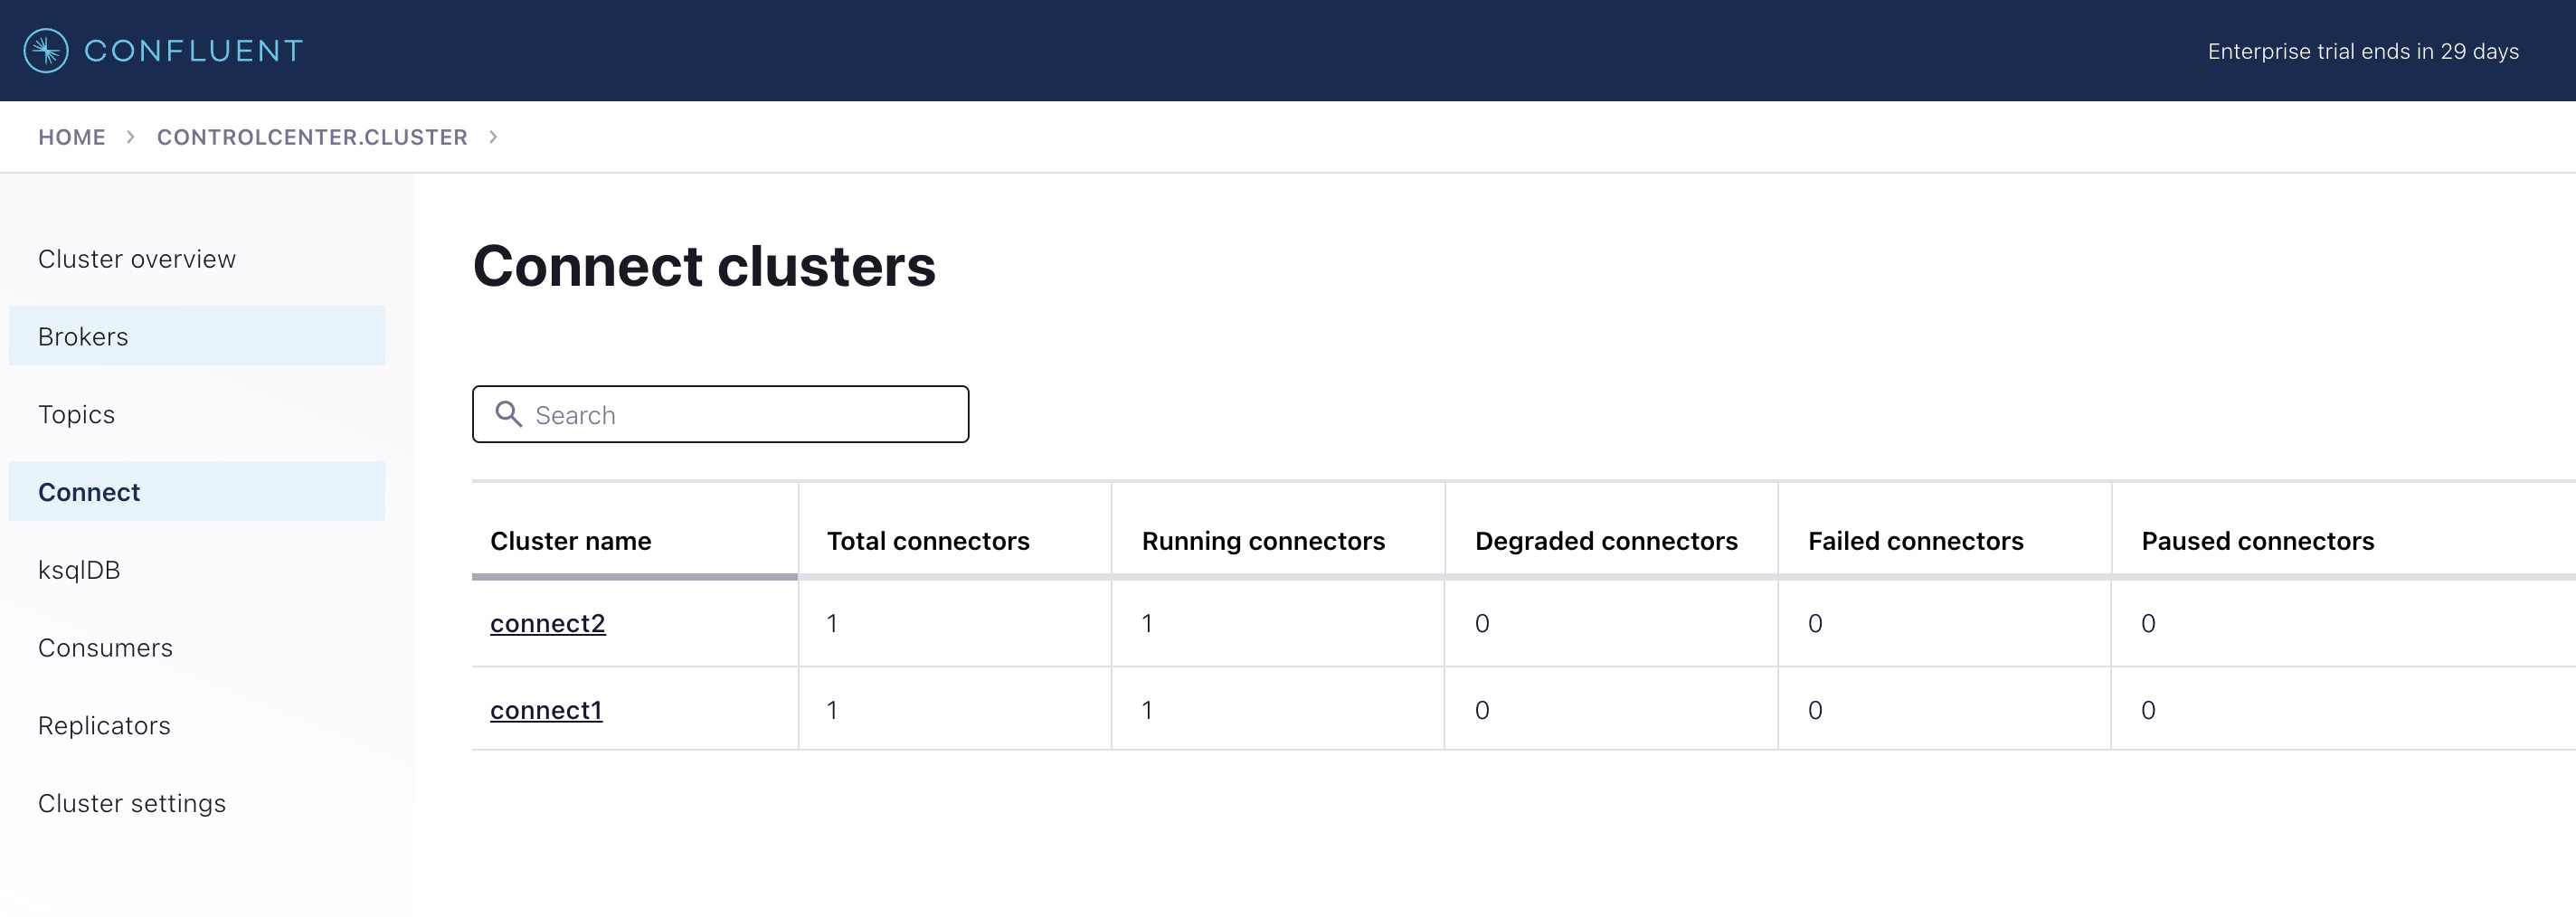 CONFLUENT
Enterprise trial ends in 29 days
HOME > CONTROLCENTER.CLUSTER >
Cluster overview
Brokers
Topics
Connect
ksqlDB
Consumers
Replicators
Cluster settings
Connect clusters
Search
Cluster name Total connectors Running connectors Degraded connectors Failed connectors Paused connectors
connect2 1 1 0 0 0
connect1 1 1 0 0 0